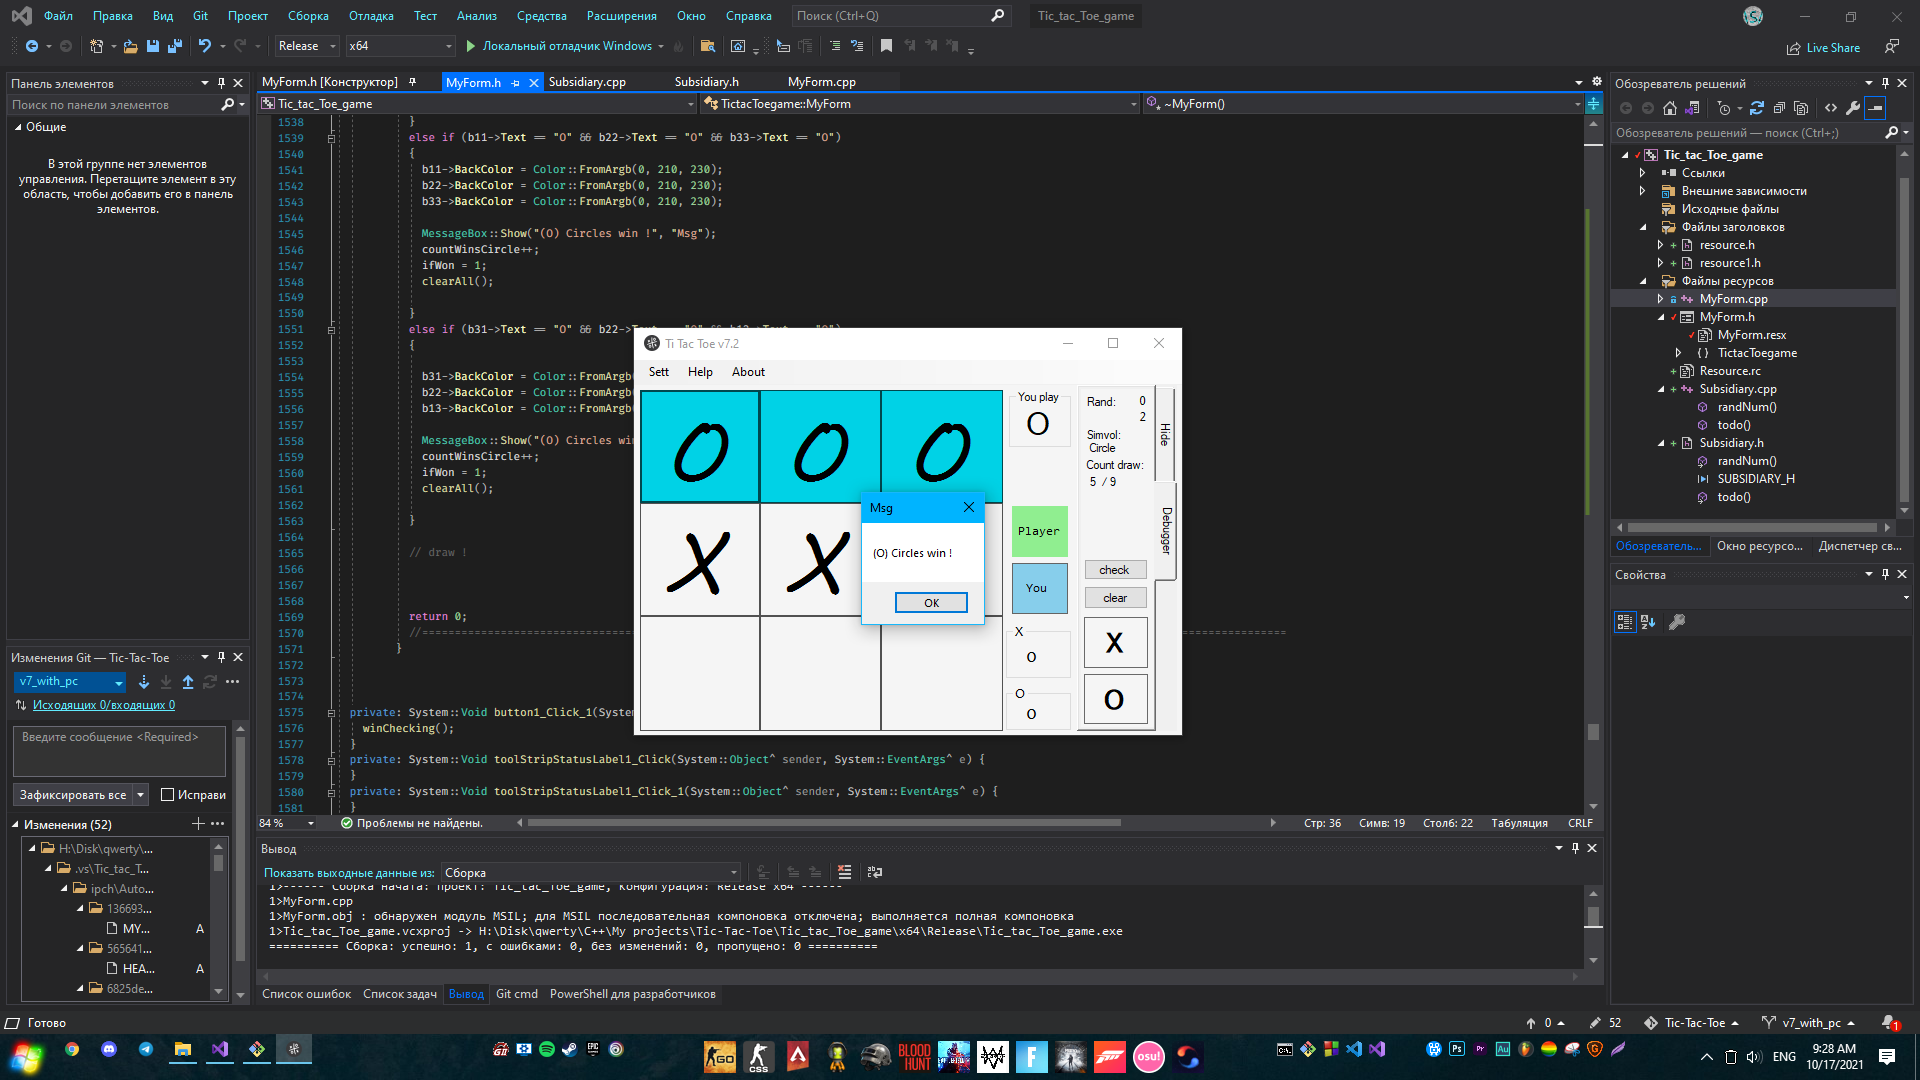 Файл Правка Вид Git Проект Сборка Отладка Тест Анализ Средства Расширения Окно Справка Поиск (Ctrl+Q) Tic_tac_Toe_game
Release x64 Локальный отладчик Windows Live Share
Панель элементов
Поиск по панели элементов
Общие
В этой группе нет элементов
управления. Перетащите элемент в эту
область, чтобы добавить его в панель
элементов.
MyForm.h [Конструктор] MyForm.h Subsidiary.cpp Subsidiary.h MyForm.cpp
Tic_tac_Toe_game TictacToegame::MyForm ~MyForm()
1538 }
1539 else if (b11->Text == "O" && b22->Text == "O" && b33->Text == "O")
1540 {
1541 b11->BackColor = Color::FromArgb(0, 210, 230);
1542 b22->BackColor = Color::FromArgb(0, 210, 230);
1543 b33->BackColor = Color::FromArgb(0, 210, 230);
1544
1545 MessageBox::Show("(O) Circles win !", "Msg");
1546 countWinsCircle++;
1547 ifWon = 1;
1548 clearAll();
1549
1550 }
1551 else if (b31->Text == "O" && b22->
1552 {
1553
1554 b31->BackColor = Color::FromArgb(
1555 b22->BackColor = Color::FromArgb(
1556 b13->BackColor = Color::FromArgb(
1557
1558 MessageBox::Show("(O) Circles win
1559 countWinsCircle++;
1560 ifWon = 1;
1561 clearAll();
1562
1563 }
1564
1565 // draw !
1566
1567
1568
1569 return 0;
1570 //
1571 }
1572
1573
1574
1575 private: System::Void button1_Click_1(System
1576 winChecking();
1577 }
1578 private: System::Void toolStripStatusLabel1_Click(System::Object^ sender, System::EventArgs^ e) {
1579 }
1580 private: System::Void toolStripStatusLabel1_Click_1(System::Object^ sender, System::EventArgs^ e) {
1581 }
84 % Проблемы не найдены. Стр: 36 Симв: 19 Столб: 22 Табуляция CRLF
Ti Tac Toe v7.2
Sett Help About
O O O
X X
You play
O
Player
You
X
0
O
0
Rand: 0
2
Simvol:
Circle
Count draw:
5 / 9
check
clear
X
O
Hide
Debugger
Msg
(O) Circles win !
OK
Обозреватель решений
Обозреватель решений — поиск (Ctrl+;)
Tic_tac_Toe_game
Ссылки
Внешние зависимости
Исходные файлы
Файлы заголовков
resource.h
resource1.h
Файлы ресурсов
MyForm.cpp
MyForm.h
MyForm.resx
TictacToegame
Resource.rc
Subsidiary.cpp
randNum()
todo()
Subsidiary.h
randNum()
SUBSIDIARY_H
todo()
Обозреватель... Окно ресурсо... Диспетчер св...
Свойства
Изменения Git — Tic-Tac-Toe
v7_with_pc
Исходящих 0/входящих 0
Введите сообщение <Required>
Зафиксировать все Исправи
Изменения (52)
H:\Disk\qwerty\...
.vs\Tic_tac_T...
ipch\Auto...
136693...
MY... A
565641...
HEA... A
6825de...
Вывод
Показать выходные данные из: Сборка
1>------ Сборка начата: проект: Tic_tac_Toe_game, Конфигурация: Release x64 ------
1>MyForm.cpp
1>MyForm.obj : обнаружен модуль MSIL; для MSIL последовательная компоновка отключена; выполняется полная компоновка
1>Tic_tac_Toe_game.vcxproj -> H:\Disk\qwerty\C++\My projects\Tic-Tac-Toe\Tic_tac_Toe_game\x64\Release\Tic_tac_Toe_game.exe
========== Сборка: успешно: 1, с ошибками: 0, без изменений: 0, пропущено: 0 ==========
Список ошибок Список задач Вывод Git cmd PowerShell для разработчиков
Готово 0 52 Tic-Tac-Toe v7_with_pc 1
GO CSS BLOOD HUNT osu! Ps Pr Au ENG 9:28 AM
10/17/2021